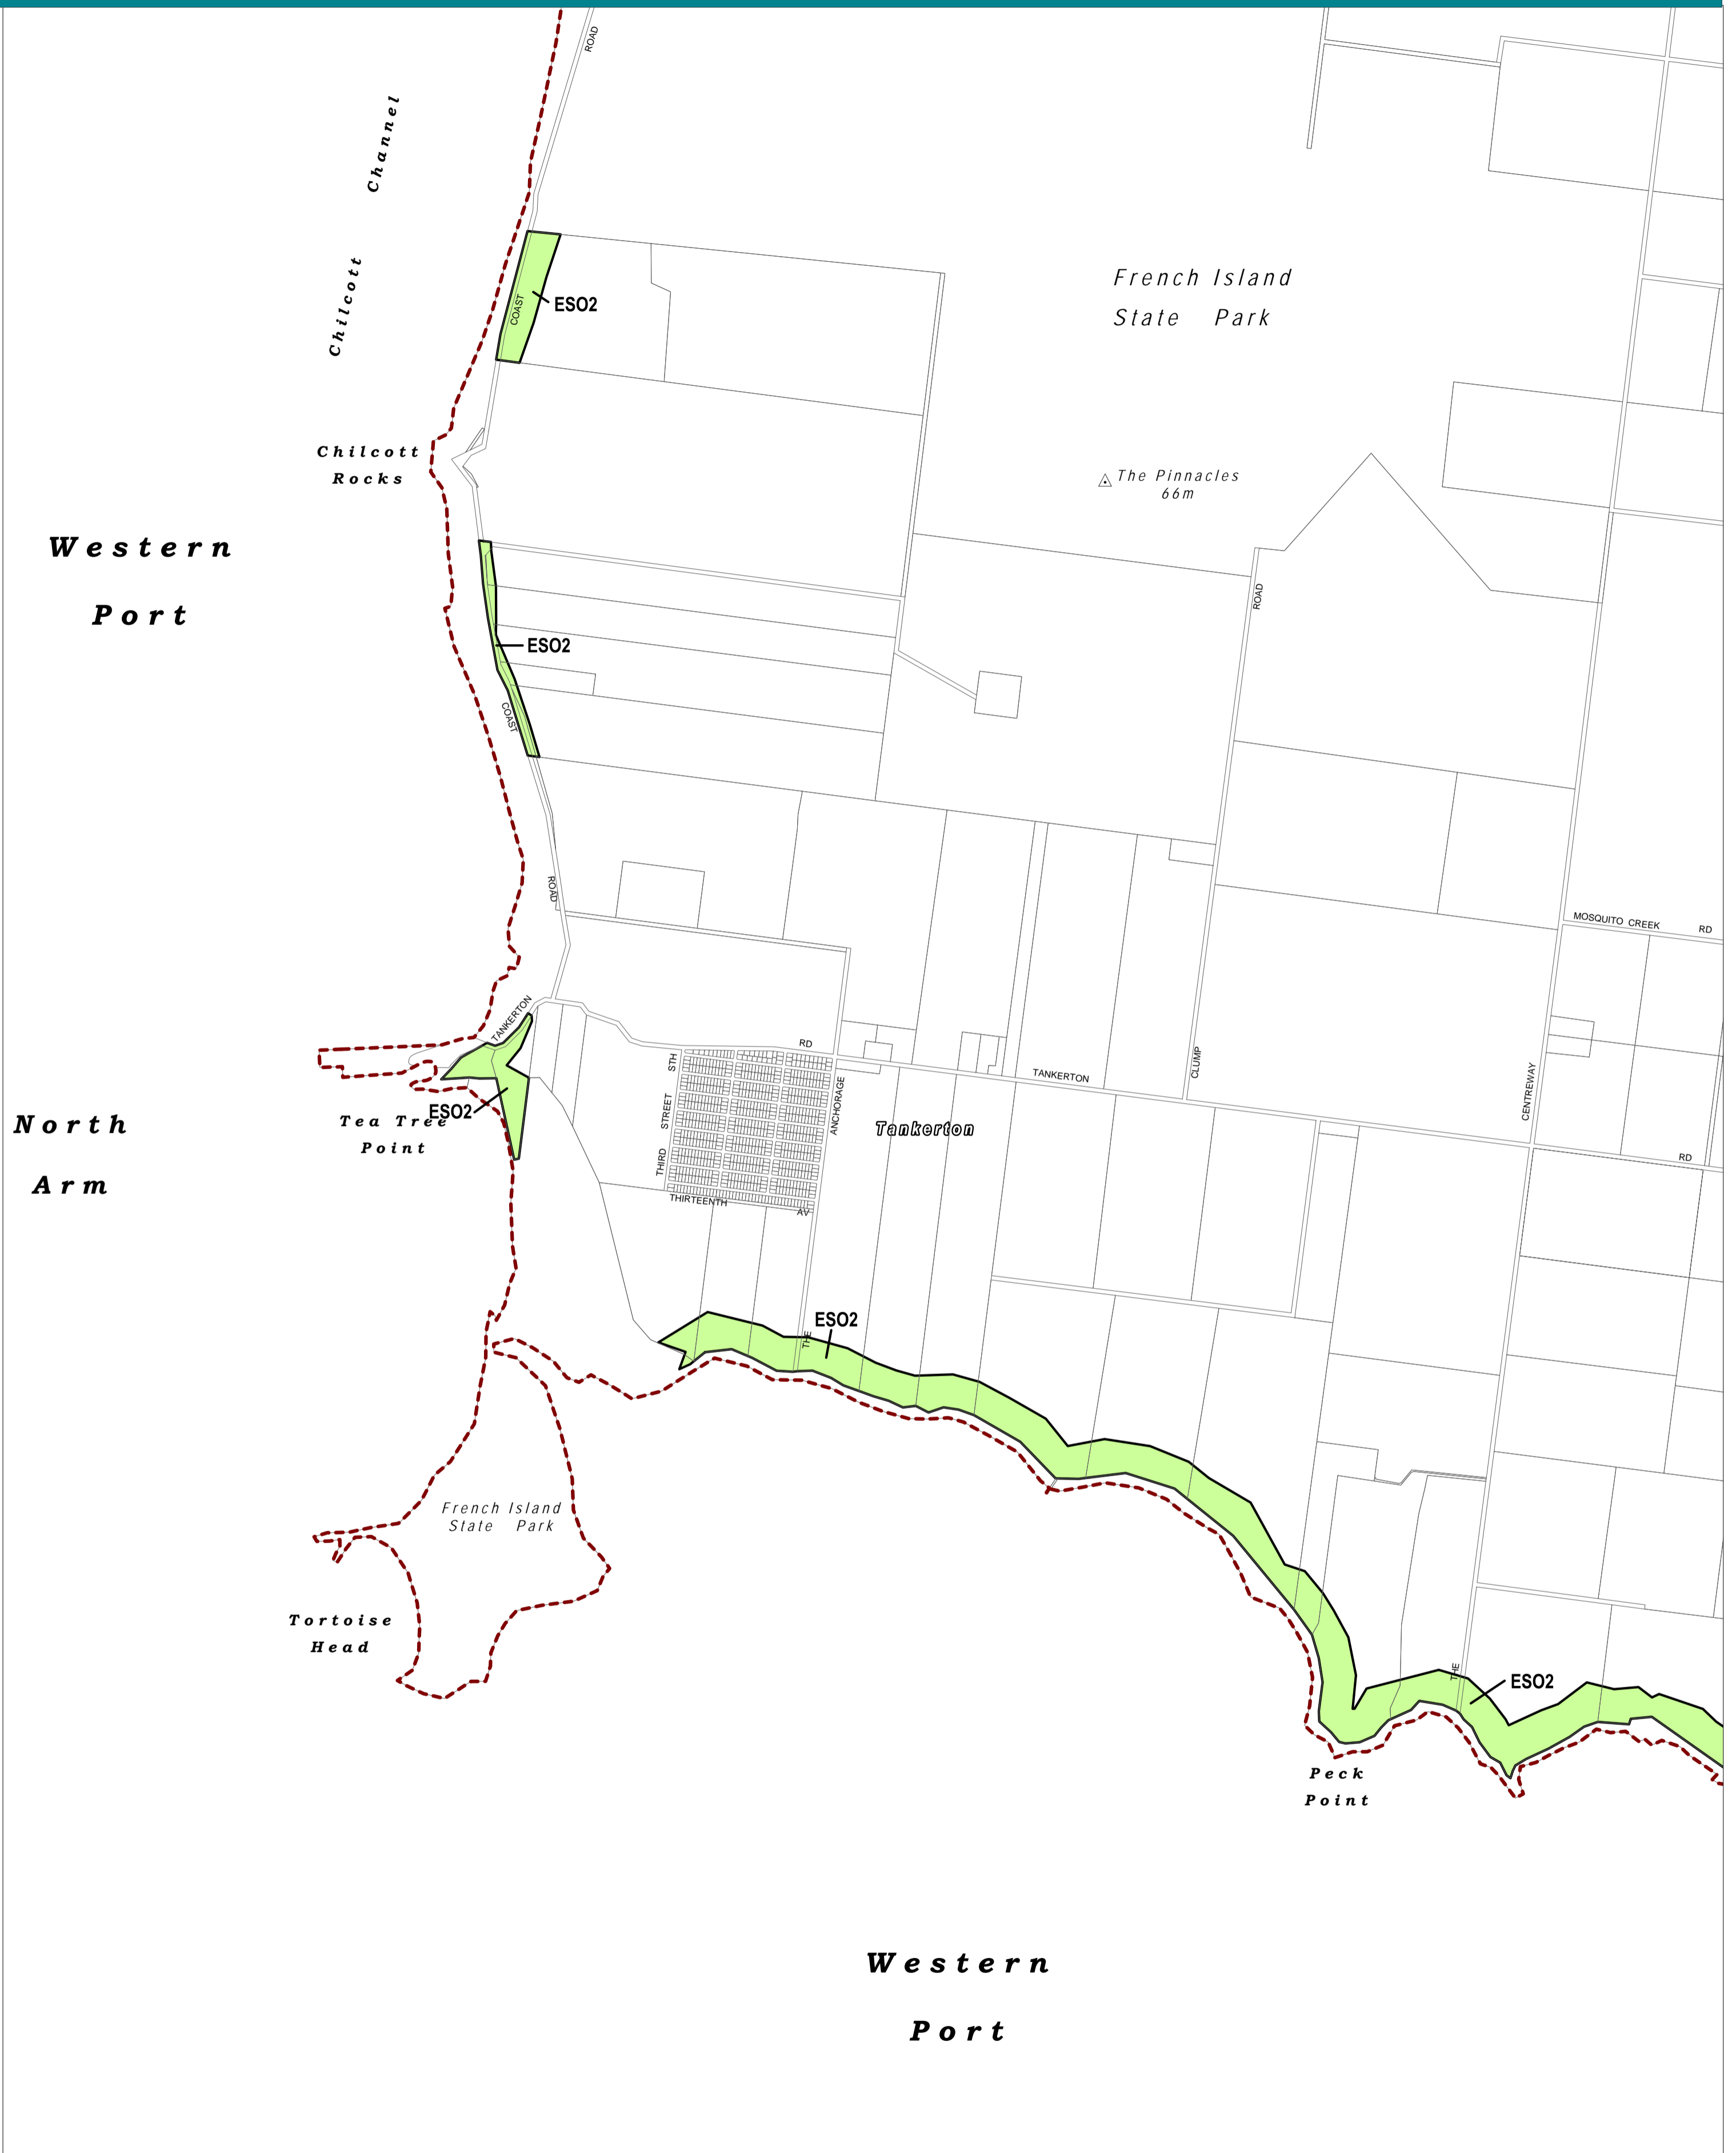 ROAD
Channel
Chilcott
French Island
State Park
COAST
ESO2
Chilcott
Rocks
The Pinnacles
66m
Western
Port
ROAD
ESO2
COAST
ROAD
MOSQUITO CREEK RD
TANKERTON
RD
STH
TANKERTON
CLUMP
CENTREWAY
ANCHORAGE
STREET
ESO2
Tea Tree
Point
North
Arm
Tankerton
THIRD
RD
THIRTEENTH
AV
ESO2
THE
French Island
State Park
Tortoise
Head
THE
ESO2
Peck
Point
Western
Port